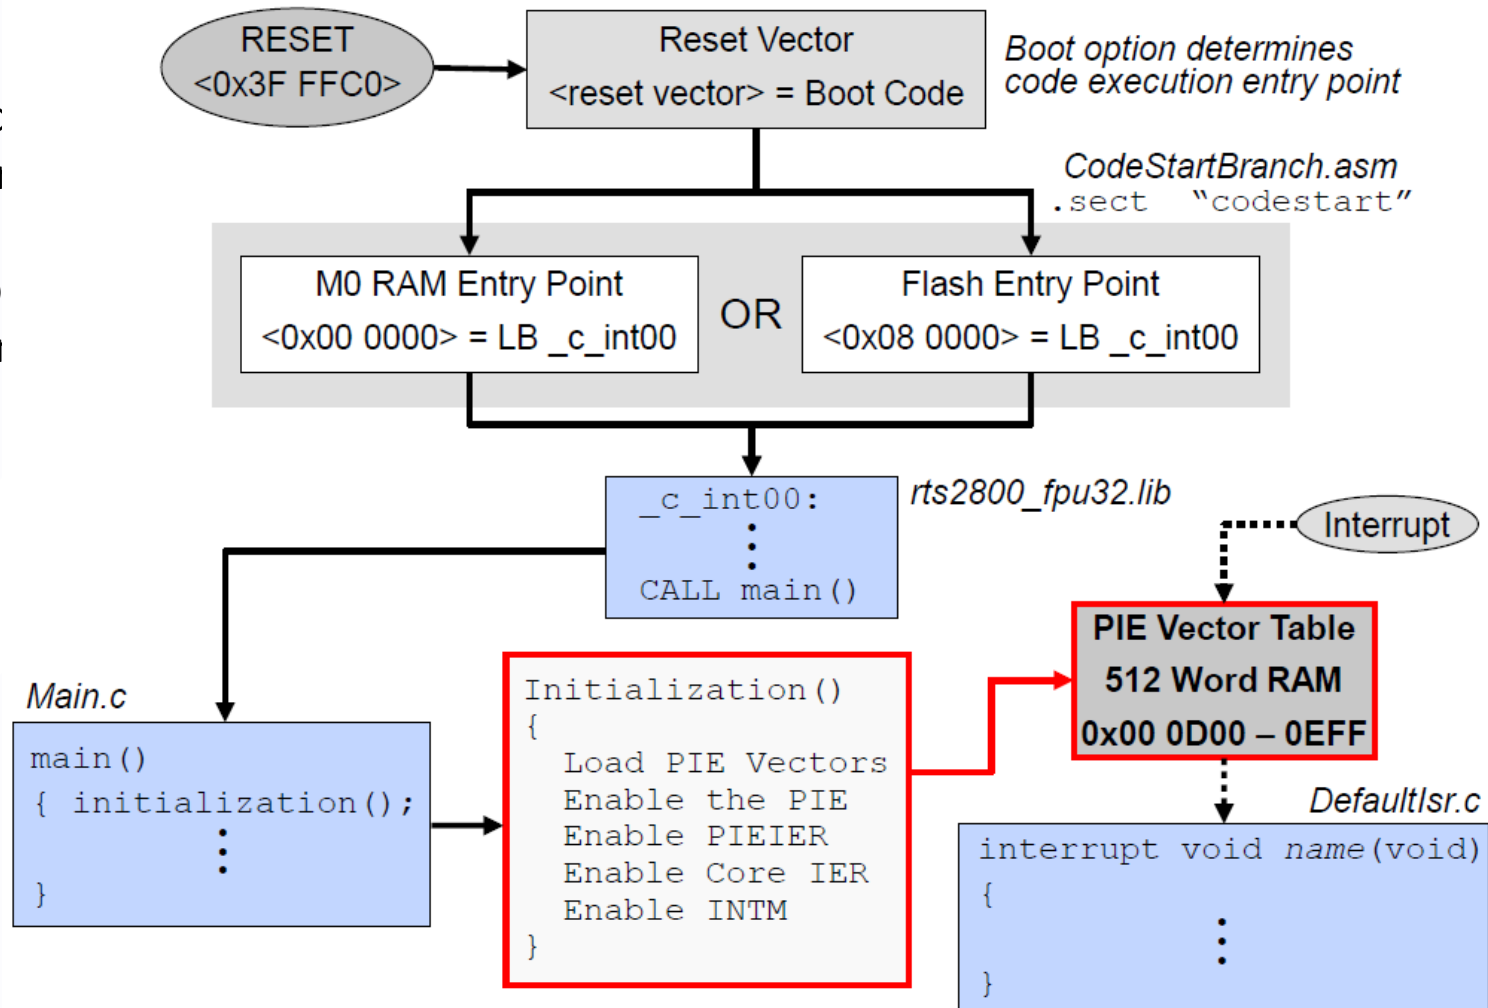 RESET
<0x3F FFC0>
Reset Vector
<reset vector> = Boot Code
Boot option determines
code execution entry point
CodeStartBranch.asm
.sect “codestart”
M0 RAM Entry Point
<0x00 0000> = LB _c_int00
OR
Flash Entry Point
<0x08 0000> = LB _c_int00
_c_int00:
CALL main()
rts2800_fpu32.lib
Interrupt
PIE Vector Table
512 Word RAM
0x00 0D00 – 0EFF
Main.c
main()
{ initialization();
}
Initialization()
{
Load PIE Vectors
Enable the PIE
Enable PIEIER
Enable Core IER
Enable INTM
}
DefaultIsr.c
interrupt void name(void)
{
}